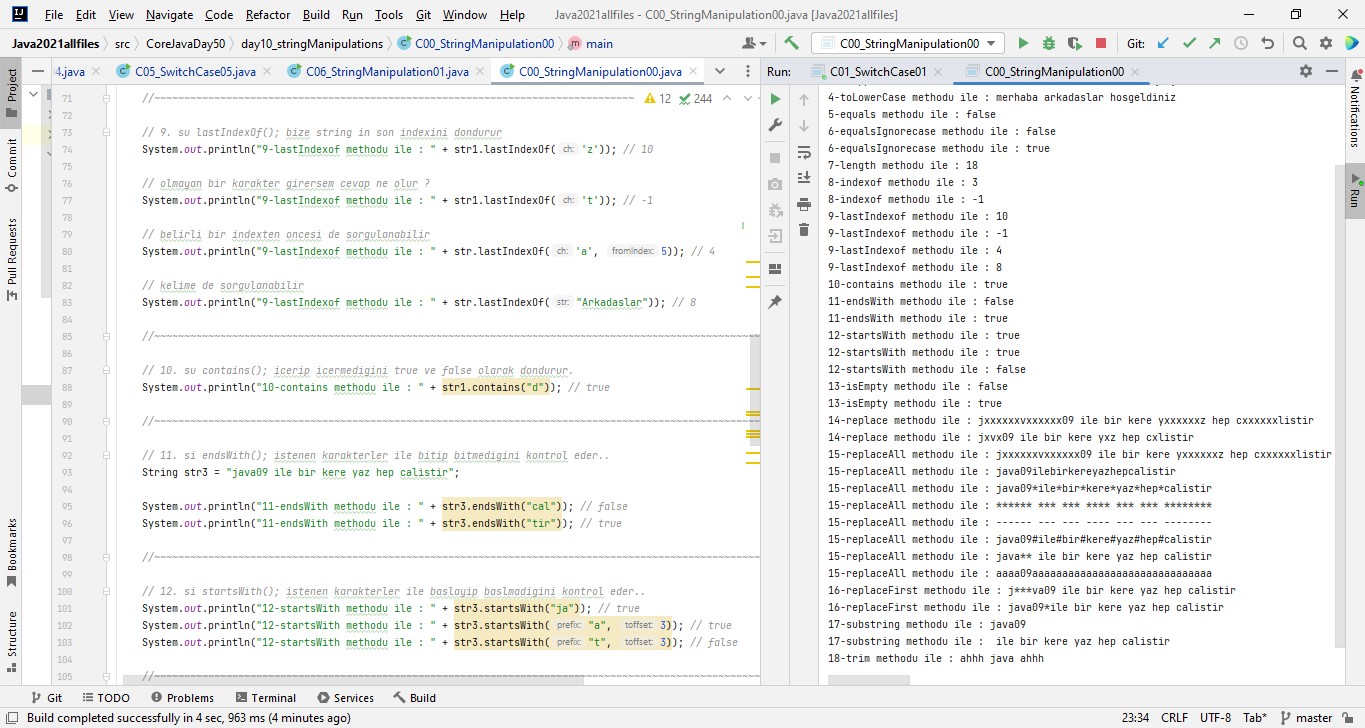 File Edit View Navigate Code Refactor Build Run Tools Git Window Help Java2021allfiles - C00_StringManipulation00.java [Java2021allfiles]
Java2021allfiles src CoreJavaDay50 day10_stringManipulations C00_StringManipulation00 main C00_StringManipulation00 Git:
4.java C05_SwitchCase05.java C06_StringManipulation01.java C00_StringManipulation00.java
Run: C01_SwitchCase01 C00_StringManipulation00
Project
Commit
Pull Requests
Bookmarks
Structure
12 244
71 //~~~~~~~~~~~~~~~~~~~~~~~~~~~~~~~~~~~~~~~~~~~~~~~~~~~~~~~~~~~~~~~~~~~~~~~~~~~~~~~~
72
73 // 9. su lastIndexOf(); bize string in son indexini dondurur
74 System.out.println("9-lastIndexof methodu ile : " + str1.lastIndexOf( ch: 'z')); // 10
75
76 // olmayan bir karakter girersem cevap ne olur ?
77 System.out.println("9-lastIndexof methodu ile : " + str1.lastIndexOf( ch: 't')); // -1
78
79 // belirli bir indexten oncesi de sorgulanabilir
80 System.out.println("9-lastIndexof methodu ile : " + str.lastIndexOf( ch: 'a', fromIndex: 5)); // 4
81
82 // kelime de sorgulanabilir
83 System.out.println("9-lastIndexof methodu ile : " + str.lastIndexOf( str: "Arkadaslar")); // 8
84
85 //~~~~~~~~~~~~~~~~~~~~~~~~~~~~~~~~~~~~~~~~~~~~~~~~~~~~~~~~~~~~~~~~~~~~~~~~~~~~~~~~
86
87 // 10. su contains(); icerip icermedigini true ve false olarak dondurur.
88 System.out.println("10-contains methodu ile : " + str1.contains("d")); // true
89
90 //~~~~~~~~~~~~~~~~~~~~~~~~~~~~~~~~~~~~~~~~~~~~~~~~~~~~~~~~~~~~~~~~~~~~~~~~~~~~~~~~
91
92 // 11. si endsWith(); istenen karakterler ile bitip bitmedigini kontrol eder..
93 String str3 = "java09 ile bir kere yaz hep calistir";
94
95 System.out.println("11-endsWith methodu ile : " + str3.endsWith("cal")); // false
96 System.out.println("11-endsWith methodu ile : " + str3.endsWith("tir")); // true
97
98 //~~~~~~~~~~~~~~~~~~~~~~~~~~~~~~~~~~~~~~~~~~~~~~~~~~~~~~~~~~~~~~~~~~~~~~~~~~~~~~~~
99
100 // 12. si startsWith(); istenen karakterler ile baslayip baslmadigini kontrol eder..
101 System.out.println("12-startsWith methodu ile : " + str3.startsWith("ja")); // true
102 System.out.println("12-startsWith methodu ile : " + str3.startsWith( prefix: "a", toffset: 3)); // true
103 System.out.println("12-startsWith methodu ile : " + str3.startsWith( prefix: "t", toffset: 3)); // false
104
105 //~~~~~~~~~~~~~~~~~~~~~~~~~~~~~~~~~~~~~~~~~~~~~~~~~~~~~~~~~~~~~~~~~~~~~~~~~~~~~~~~
4-toLowerCase methodu ile : merhaba arkadaslar hosgeldiniz
5-equals methodu ile : false
6-equalsIgnorecase methodu ile : false
6-equalsIgnorecase methodu ile : true
7-length methodu ile : 18
8-indexof methodu ile : 3
8-indexof methodu ile : -1
9-lastIndexof methodu ile : 10
9-lastIndexof methodu ile : -1
9-lastIndexof methodu ile : 4
9-lastIndexof methodu ile : 8
10-contains methodu ile : true
11-endsWith methodu ile : false
11-endsWith methodu ile : true
12-startsWith methodu ile : true
12-startsWith methodu ile : true
12-startsWith methodu ile : false
13-isEmpty methodu ile : false
13-isEmpty methodu ile : true
14-replace methodu ile : jxxxxxxvxxxxxx09 ile bir kere yxxxxxxz hep cxxxxxxlistir
14-replace methodu ile : jxvx09 ile bir kere yxz hep cxlistir
15-replaceAll methodu ile : jxxxxxxvxxxxxx09 ile bir kere yxxxxxxz hep cxxxxxxlistir
15-replaceAll methodu ile : java09ilebirkereyazhepcalistir
15-replaceAll methodu ile : java09*ile*bir*kere*yaz*hep*calistir
15-replaceAll methodu ile : ****** *** *** **** *** *** ********
15-replaceAll methodu ile : ------ --- --- ---- --- --- --------
15-replaceAll methodu ile : java09#ile#bir#kere#yaz#hep#calistir
15-replaceAll methodu ile : java** ile bir kere yaz hep calistir
15-replaceAll methodu ile : aaaa09aaaaaaaaaaaaaaaaaaaaaaaaaaaaaa
16-replaceFirst methodu ile : j***va09 ile bir kere yaz hep calistir
16-replaceFirst methodu ile : java09*ile bir kere yaz hep calistir
17-substring methodu ile : java09
17-substring methodu ile :  ile bir kere yaz hep calistir
18-trim methodu ile : ahhh java ahhh
Notifications
Run
Git TODO Problems Terminal Services Build
Build completed successfully in 4 sec, 963 ms (4 minutes ago) 23:34 CRLF UTF-8 Tab* master